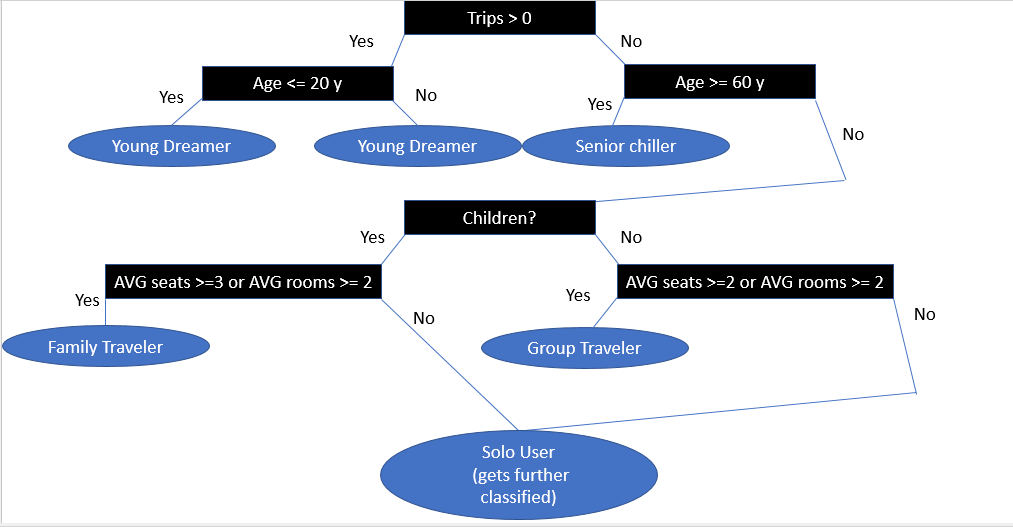 Trips > 0
Yes
No
Age <= 20 y
Age >= 60 y
Yes
No
Yes
No
Young Dreamer
Young Dreamer
Senior chiller
Children?
Yes
No
AVG seats >=3 or AVG rooms >= 2
AVG seats >=2 or AVG rooms >= 2
Yes
No
Yes
No
Family Traveler
Group Traveler
Solo User
(gets further
classified)